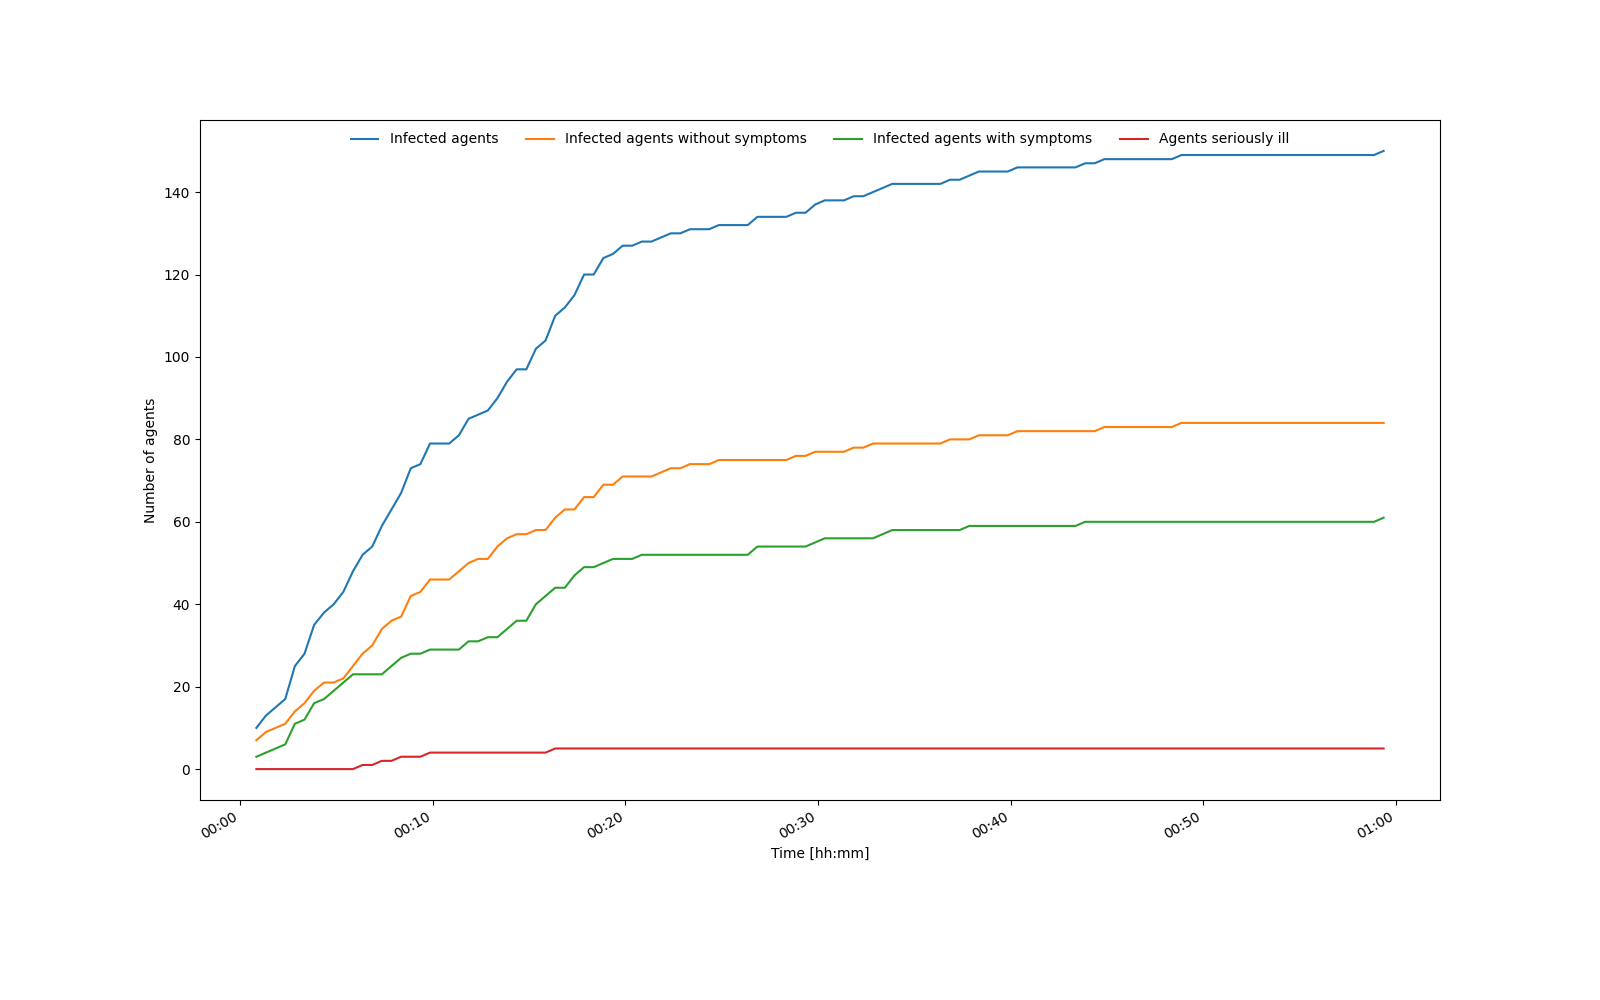 Infected agents Infected agents without symptoms Infected agents with symptoms Agents seriously ill
140
120
100
80
60
40
20
0
Number of agents
00:00 00:10 00:20 00:30 00:40 00:50 01:00
Time [hh:mm]